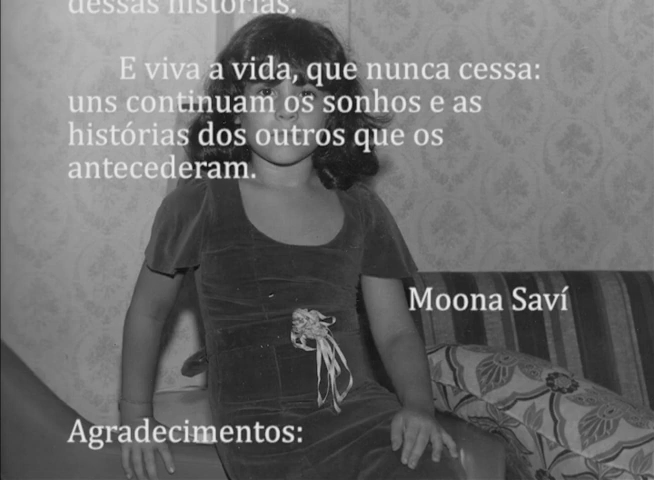 dessas histórias.
E viva a vida, que nunca cessa:
uns continuam os sonhos e as
histórias dos outros que os
antecederam.
Moona Saví
Agradecimentos: